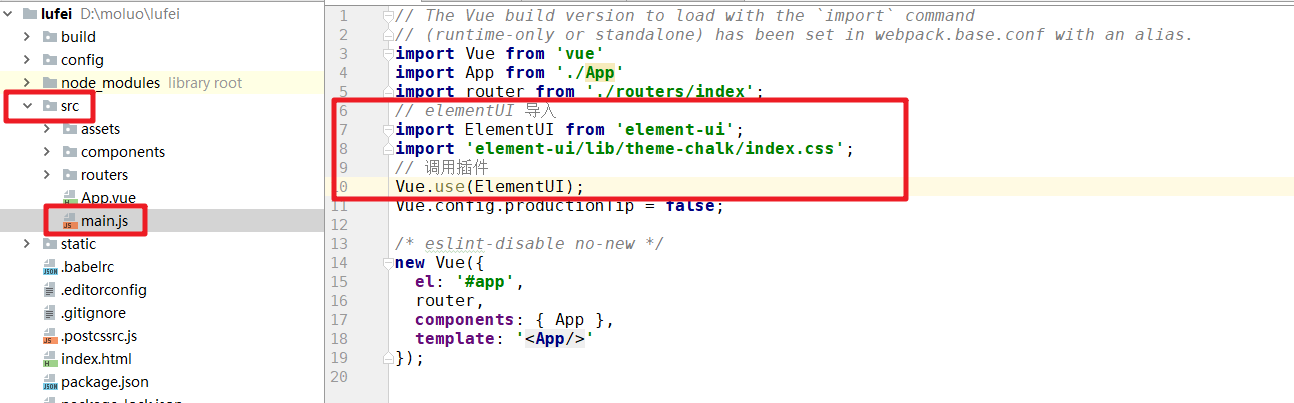 lufei D:\moluo\lufei
build
config
node_modules library root
src
assets
components
routers
App.vue
main.js
static
.babelrc
.editorconfig
.gitignore
.postcssrc.js
index.html
package.json
1 // The Vue build version to load with the `import` command
2 // (runtime-only or standalone) has been set in webpack.base.conf with an alias.
3 import Vue from 'vue'
4 import App from './App'
5 import router from './routers/index';
6 // elementUI 导入
7 import ElementUI from 'element-ui';
8 import 'element-ui/lib/theme-chalk/index.css';
9 // 调用插件
10 Vue.use(ElementUI);
11 Vue.config.productionTip = false;
12
13 /* eslint-disable no-new */
14 new Vue({
15 el: '#app',
16 router,
17 components: { App },
18 template: '<App/>'
19 });
20